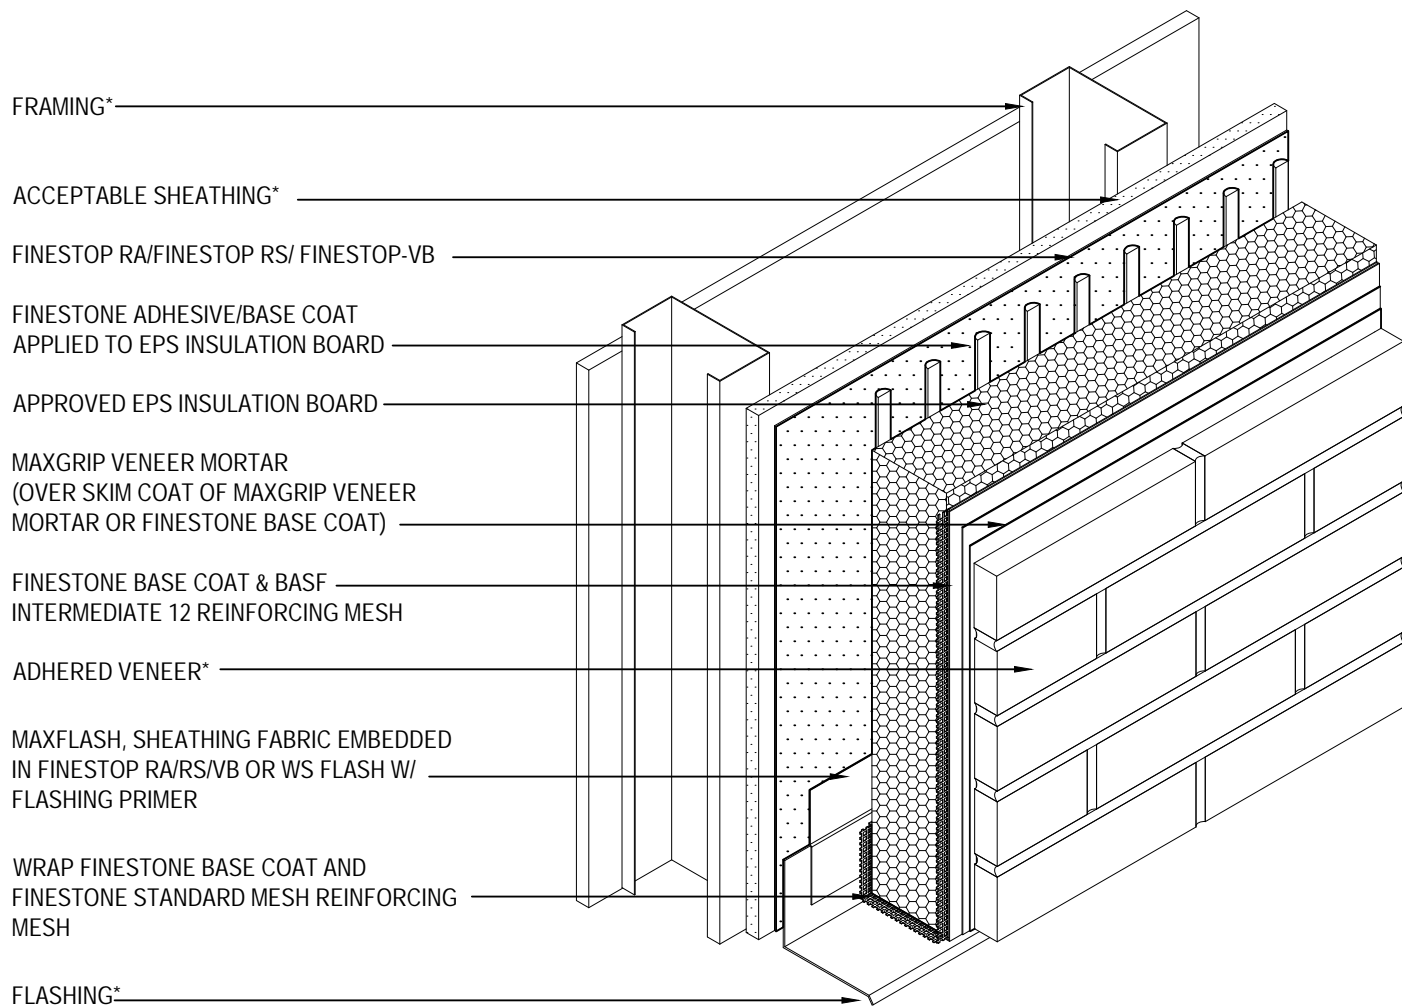 FRAMING*
ACCEPTABLE SHEATHING*
FINESTOP RA/FINESTOP RS/ FINESTOP-VB
FINESTONE ADHESIVE/BASE COAT
APPLIED TO EPS INSULATION BOARD
APPROVED EPS INSULATION BOARD
MAXGRIP VENEER MORTAR
(OVER SKIM COAT OF MAXGRIP VENEER
MORTAR OR FINESTONE BASE COAT)
FINESTONE BASE COAT & BASF
INTERMEDIATE 12 REINFORCING MESH
ADHERED VENEER*
MAXFLASH, SHEATHING FABRIC EMBEDDED
IN FINESTOP RA/RS/VB OR WS FLASH W/
FLASHING PRIMER
WRAP FINESTONE BASE COAT AND
FINESTONE STANDARD MESH REINFORCING
MESH
FLASHING*